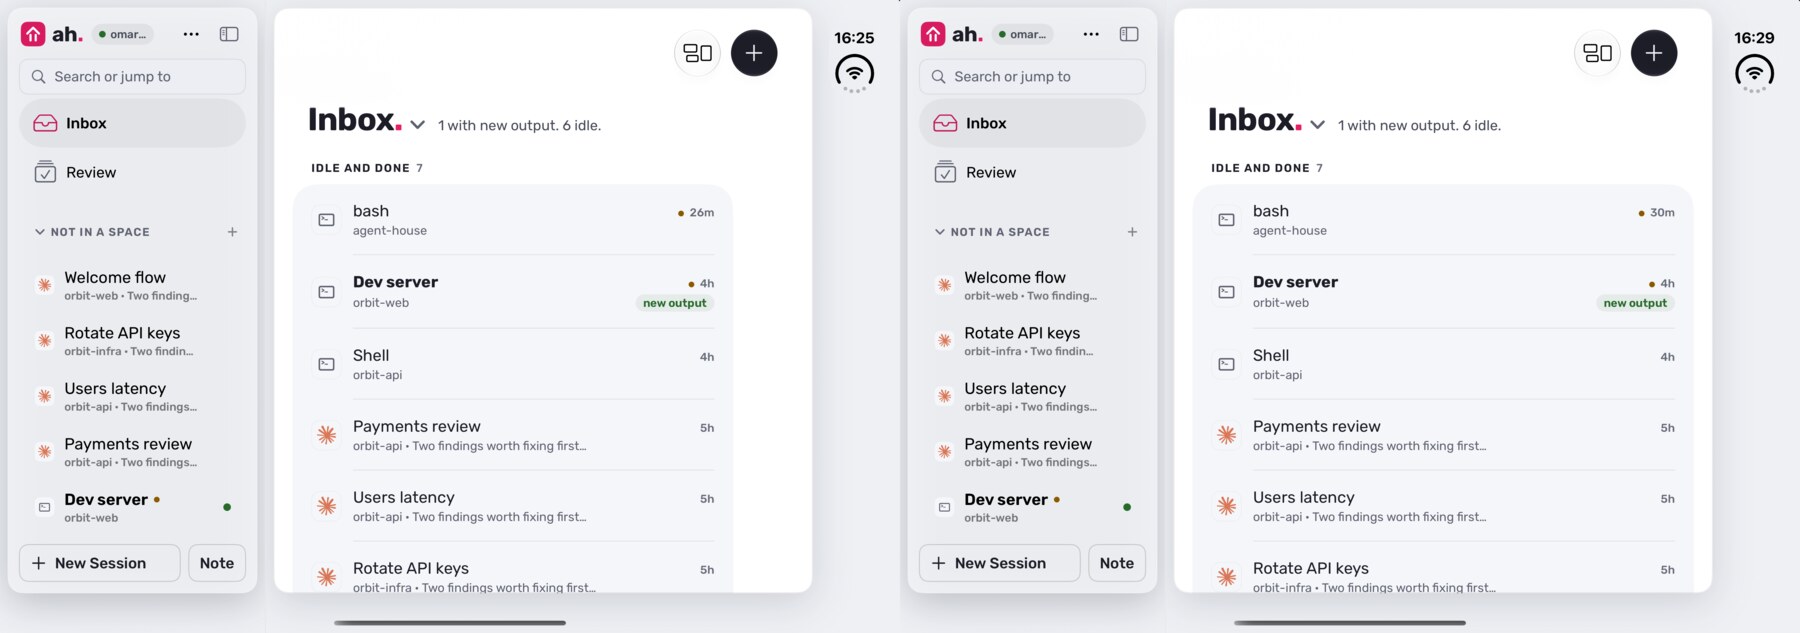 ah.
omar...
Search or jump to
Inbox
Review
NOT IN A SPACE
Welcome flow
orbit-web • Two finding...
Rotate API keys
orbit-infra • Two findin...
Users latency
orbit-api • Two findings...
Payments review
orbit-api • Two findings...
Dev server
orbit-web
New Session
Note
Inbox.
1 with new output. 6 idle.
IDLE AND DONE 7
bash
26m
agent-house
Dev server
4h
orbit-web
new output
Shell
4h
orbit-api
Payments review
5h
orbit-api • Two findings worth fixing first...
Users latency
5h
orbit-api • Two findings worth fixing first...
Rotate API keys
5h
orbit-infra • Two findings worth fixing first...
16:25
ah.
omar...
Search or jump to
Inbox
Review
NOT IN A SPACE
Welcome flow
orbit-web • Two finding...
Rotate API keys
orbit-infra • Two findin...
Users latency
orbit-api • Two findings...
Payments review
orbit-api • Two findings...
Dev server
orbit-web
New Session
Note
Inbox.
1 with new output. 6 idle.
IDLE AND DONE 7
bash
30m
agent-house
Dev server
4h
orbit-web
new output
Shell
4h
orbit-api
Payments review
5h
orbit-api • Two findings worth fixing first...
Users latency
5h
orbit-api • Two findings worth fixing first...
Rotate API keys
5h
orbit-infra • Two findings worth fixing first...
16:29